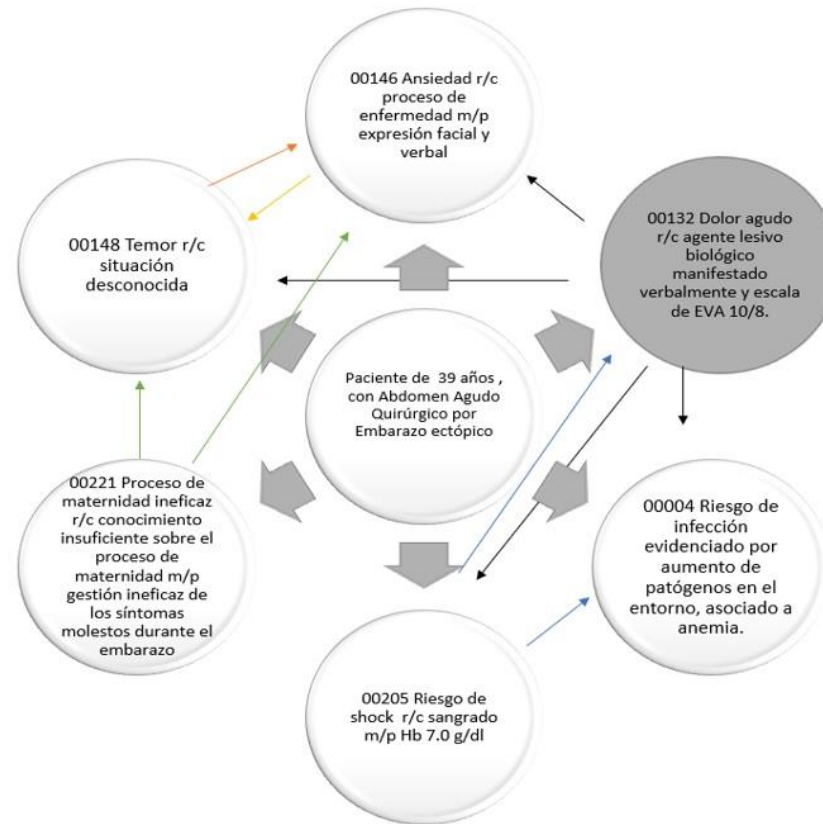 00146 Ansiedad r/c
proceso de
enfermedad m/p
expresión facial y
verbal
00148 Temor r/c
situación
desconocida
00132 Dolor agudo
r/c agente lesivo
biológico
manifestado
verbalmente y escala
de EVA 10/8.
Paciente de 39 años ,
con Abdomen Agudo
Quirúrgico por
Embarazo ectópico
00221 Proceso de
maternidad ineficaz
r/c conocimiento
insuficiente sobre el
proceso de
maternidad m/p
gestión ineficaz de
los síntomas
molestos durante el
embarazo
00004 Riesgo de
infección
evidenciado por
aumento de
patógenos en el
entorno, asociado a
anemia.
00205 Riesgo de
shock r/c sangrado
m/p Hb 7.0 g/dl